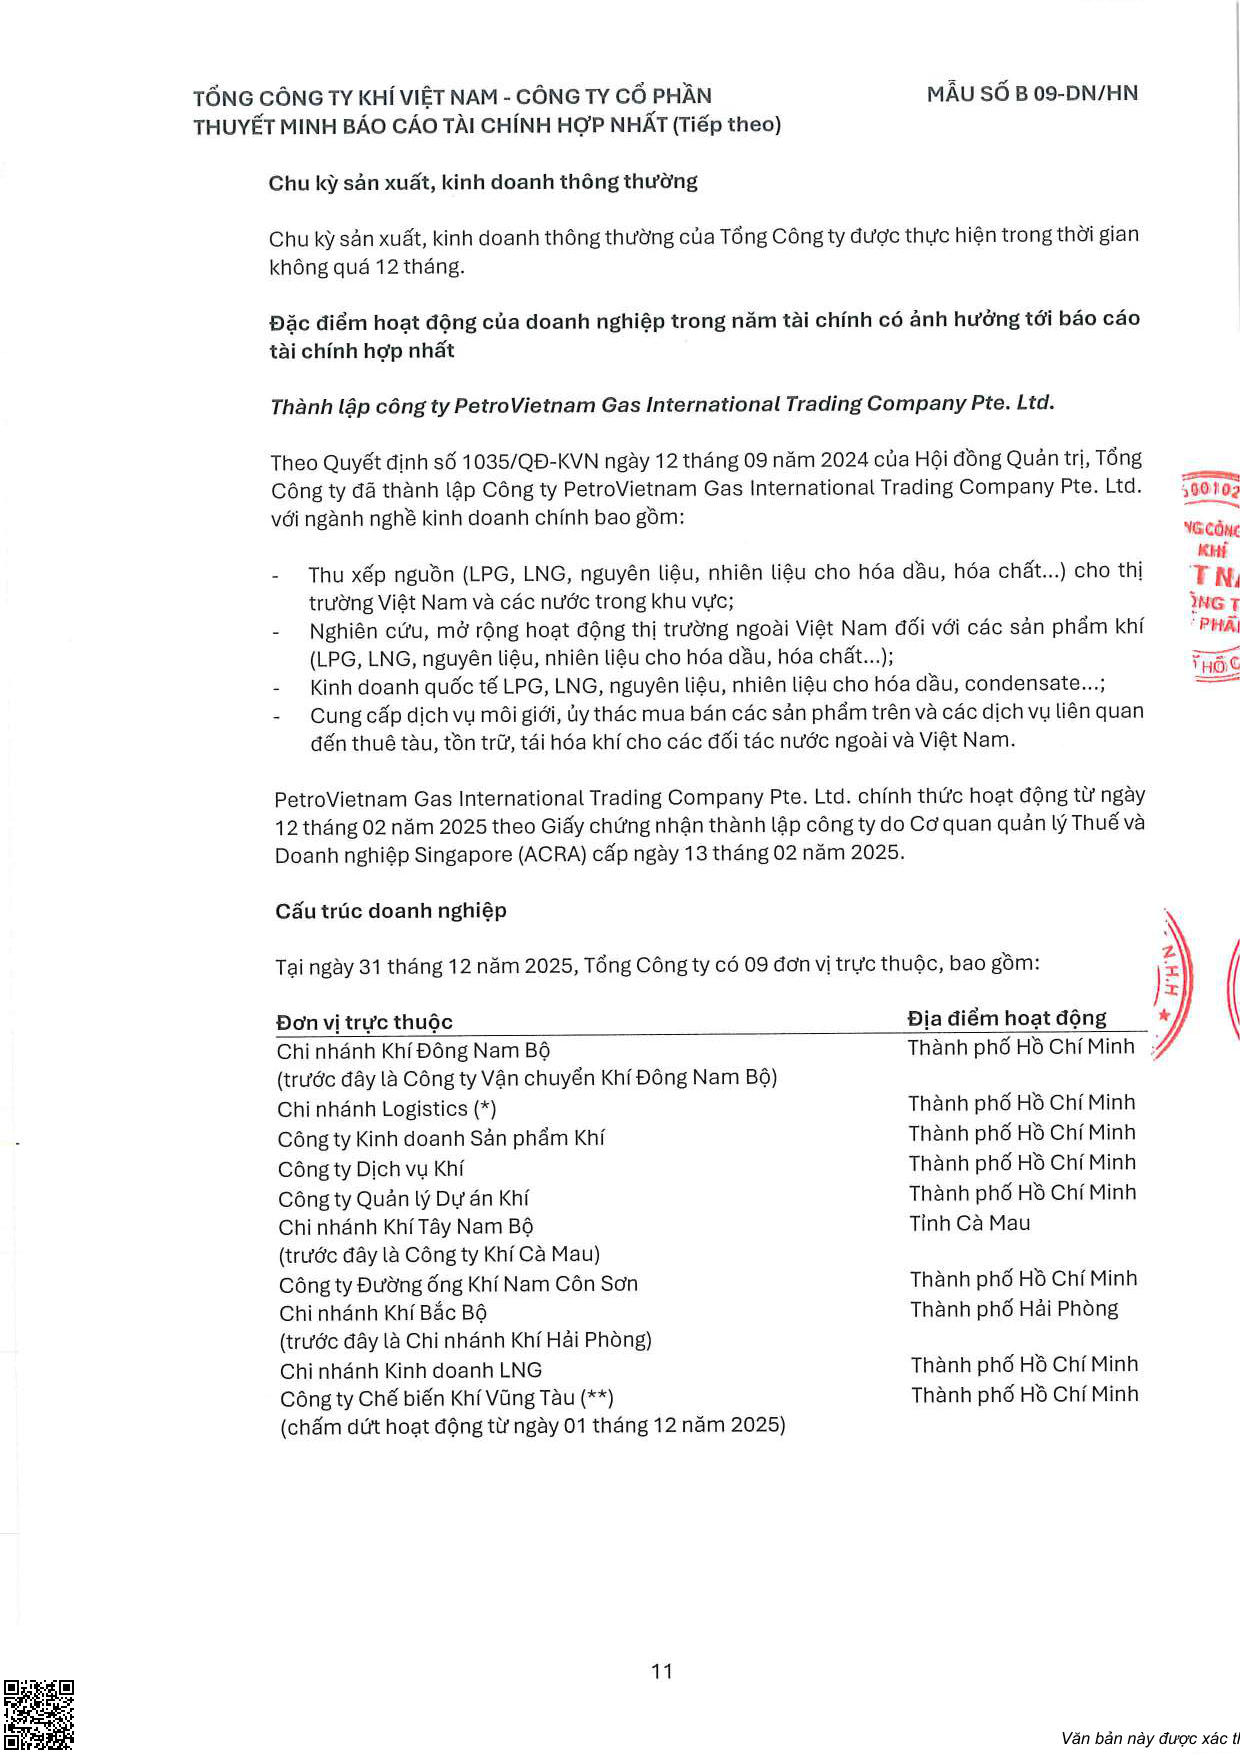 TỔNG CÔNG TY KHÍ VIỆT NAM - CÔNG TY CỔ PHẦN
MẪU SỐ B 09-DN/HN
THUYẾT MINH BÁO CÁO TÀI CHÍNH HỢP NHẤT (Tiếp theo)
Chu kỳ sản xuất, kinh doanh thông thường
Chu kỳ sản xuất, kinh doanh thông thường của Tổng Công ty được thực hiện trong thời gian
không quá 12 tháng.
Đặc điểm hoạt động của doanh nghiệp trong năm tài chính có ảnh hưởng tới báo cáo
tài chính hợp nhất
Thành lập công ty PetroVietnam Gas International Trading Company Pte. Ltd.
Theo Quyết định số 1035/QĐ-KVN ngày 12 tháng 09 năm 2024 của Hội đồng Quản trị, Tổng
Công ty đã thành lập Công ty PetroVietnam Gas International Trading Company Pte. Ltd.
với ngành nghề kinh doanh chính bao gồm:
- Thu xếp nguồn (LPG, LNG, nguyên liệu, nhiên liệu cho hóa dầu, hóa chất...) cho thị
trường Việt Nam và các nước trong khu vực;
- Nghiên cứu, mở rộng hoạt động thị trường ngoài Việt Nam đối với các sản phẩm khí
(LPG, LNG, nguyên liệu, nhiên liệu cho hóa dầu, hóa chất...);
- Kinh doanh quốc tế LPG, LNG, nguyên liệu, nhiên liệu cho hóa dầu, condensate...;
- Cung cấp dịch vụ môi giới, ủy thác mua bán các sản phẩm trên và các dịch vụ liên quan
đến thuê tàu, tồn trữ, tái hóa khí cho các đối tác nước ngoài và Việt Nam.
PetroVietnam Gas International Trading Company Pte. Ltd. chính thức hoạt động từ ngày
12 tháng 02 năm 2025 theo Giấy chứng nhận thành lập công ty do Cơ quan quản lý Thuế và
Doanh nghiệp Singapore (ACRA) cấp ngày 13 tháng 02 năm 2025.
Cấu trúc doanh nghiệp
Tại ngày 31 tháng 12 năm 2025, Tổng Công ty có 09 đơn vị trực thuộc, bao gồm:
Đơn vị trực thuộc Địa điểm hoạt động
Chi nhánh Khí Đông Nam Bộ Thành phố Hồ Chí Minh
(trước đây là Công ty Vận chuyển Khí Đông Nam Bộ)
Chi nhánh Logistics (*) Thành phố Hồ Chí Minh
Công ty Kinh doanh Sản phẩm Khí Thành phố Hồ Chí Minh
Công ty Dịch vụ Khí Thành phố Hồ Chí Minh
Công ty Quản lý Dự án Khí Thành phố Hồ Chí Minh
Chi nhánh Khí Tây Nam Bộ Tỉnh Cà Mau
(trước đây là Công ty Khí Cà Mau)
Công ty Đường ống Khí Nam Côn Sơn Thành phố Hồ Chí Minh
Chi nhánh Khí Bắc Bộ Thành phố Hải Phòng
(trước đây là Chi nhánh Khí Hải Phòng)
Chi nhánh Kinh doanh LNG Thành phố Hồ Chí Minh
Công ty Chế biến Khí Vũng Tàu (**) Thành phố Hồ Chí Minh
(chấm dứt hoạt động từ ngày 01 tháng 12 năm 2025)
KHÍ
N.H.H
11
Văn bản này được xác